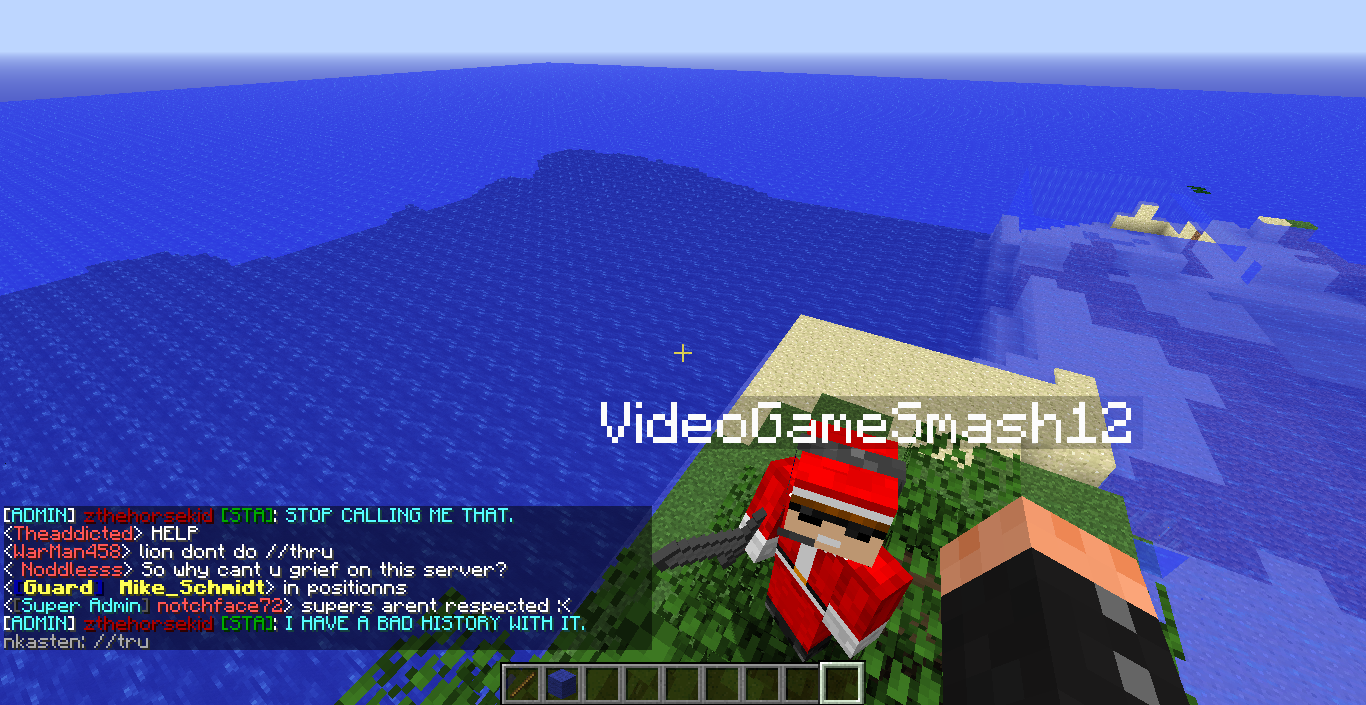 VideoGameSmash12
[ADMIN] zthehorsekid [STA]: STOP CALLING ME THAT.
<Theaddicted> HELP
<WarMan458> lion dont do //thru
< Noddlesss> So why cant u grief on this server?
<[Guard] Mike_Schmidt> in positionns
<[Super Admin] notchface72> supers arent respected :(
[ADMIN] zthehorsekid [STA]: I HAVE A BAD HISTORY WITH IT.
nkasten: //tru